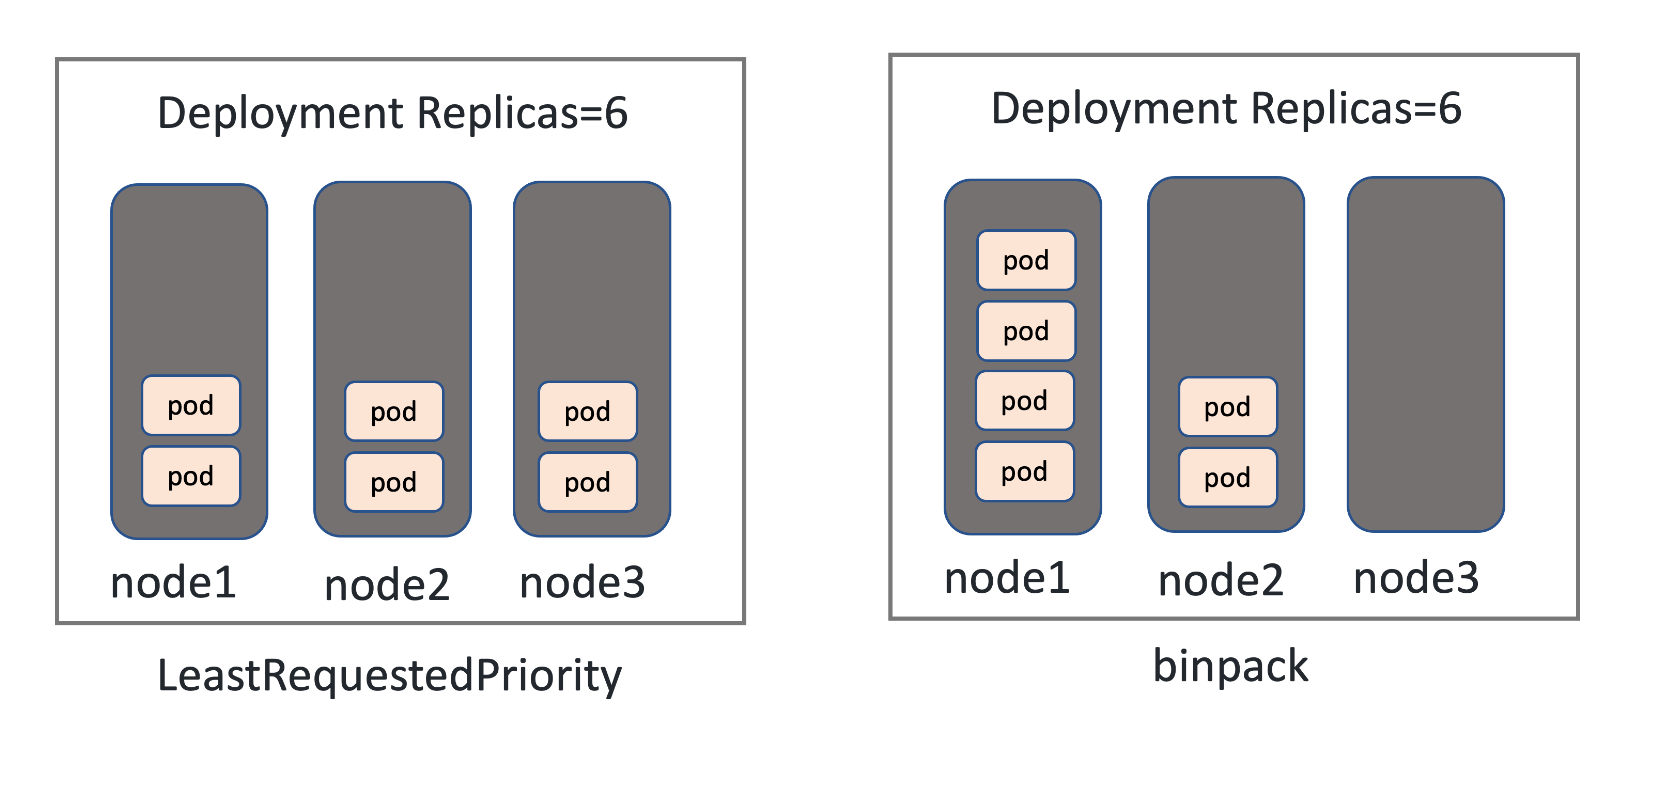 Deployment Replicas=6
pod
pod
pod
pod
pod
pod
node1
node2
node3
LeastRequestedPriority
Deployment Replicas=6
pod
pod
pod
pod
pod
pod
node1
node2
node3
binpack